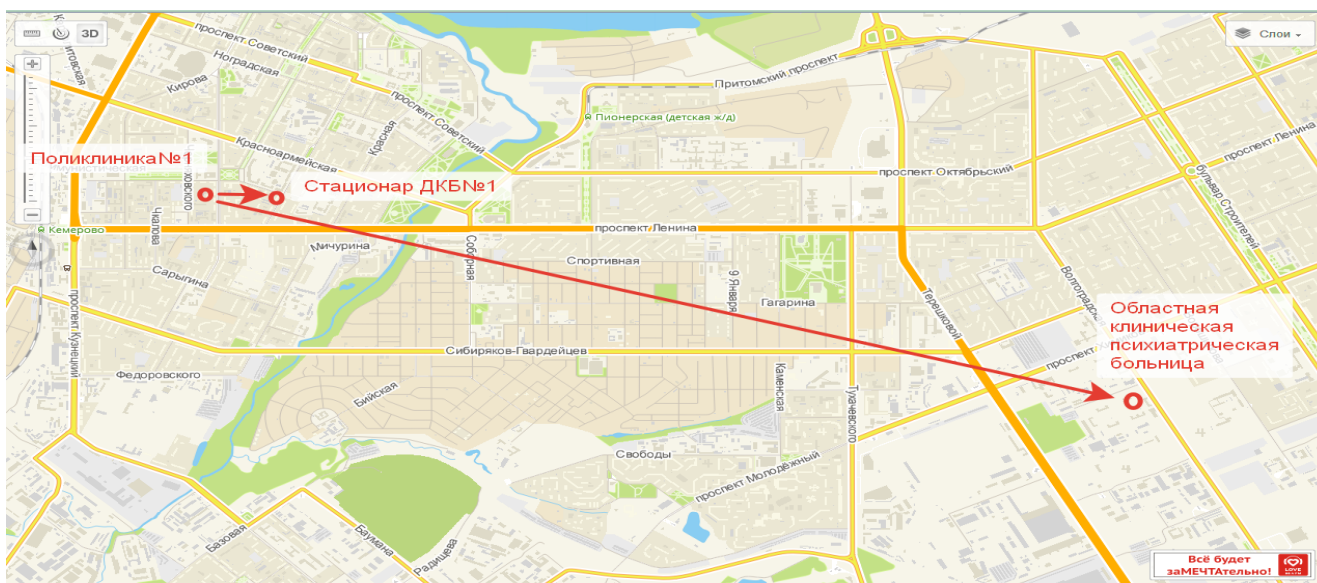 3D
Слои
проспект Советский
Ноградская
Кирова
проспект Советский
Красноармейская
Красная
Притомский проспект
Пионерская (детская ж/д)
проспект Октябрьский
проспект Ленина
бульвар Строителей
Поликлиника№1
Стационар ДКБ№1
Чкалова
Кемерово
Мичурина
Сарыгина
Соборная
проспект Ленина
Спортивная
9 Января
Гагарина
Терешковой
Волгоградская
проспект Кузнецкий
Областная
клиническая
психиатрическая
больница
Сибиряков-Гвардейцев
Федоровского
Бийская
Каменская
Тухачевского
Свободы
проспект Молодёжный
Базовая
Баумана
Радищева
Всё будет
заМЕЧТАтельно!
LOVE